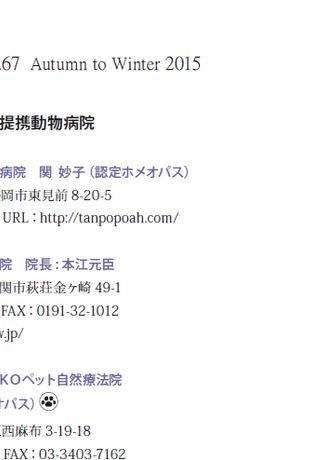 .67 Autumn to Winter 2015
提携動物病院
病院 関 妙子（認定ホメオパス）
岡市東見前 8-20-5
URL：http://tanpopoah.com/
院 院長：本江元臣
関市萩荘金ヶ崎 49-1
FAX：0191-32-1012
w.jp/
KOペット自然療法院
オパス）
西麻布 3-19-18
FAX：03-3403-7162